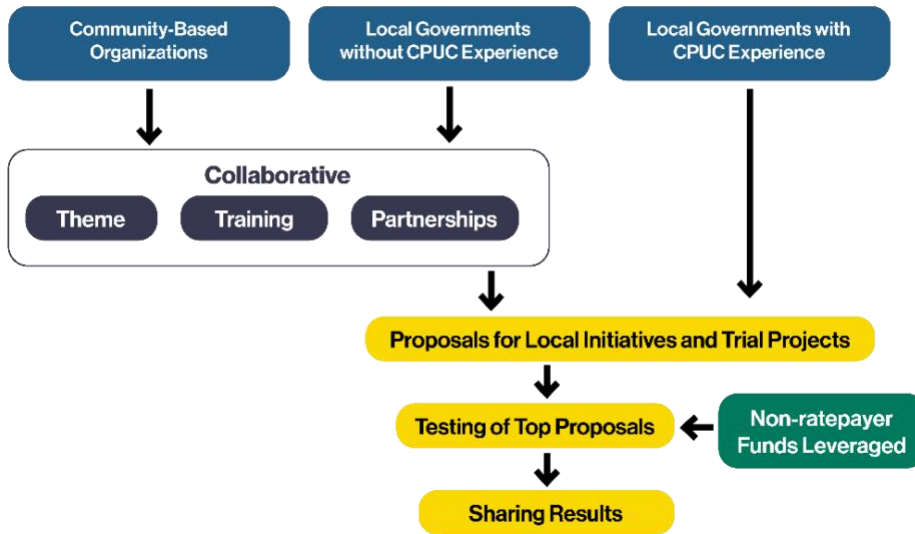 Community-Based
Organizations
Local Governments
without CPUC Experience
Local Governments with
CPUC Experience
Collaborative
Theme
Training
Partnerships
Proposals for Local Initiatives and Trial Projects
Testing of Top Proposals
Non-ratepayer
Funds Leveraged
Sharing Results